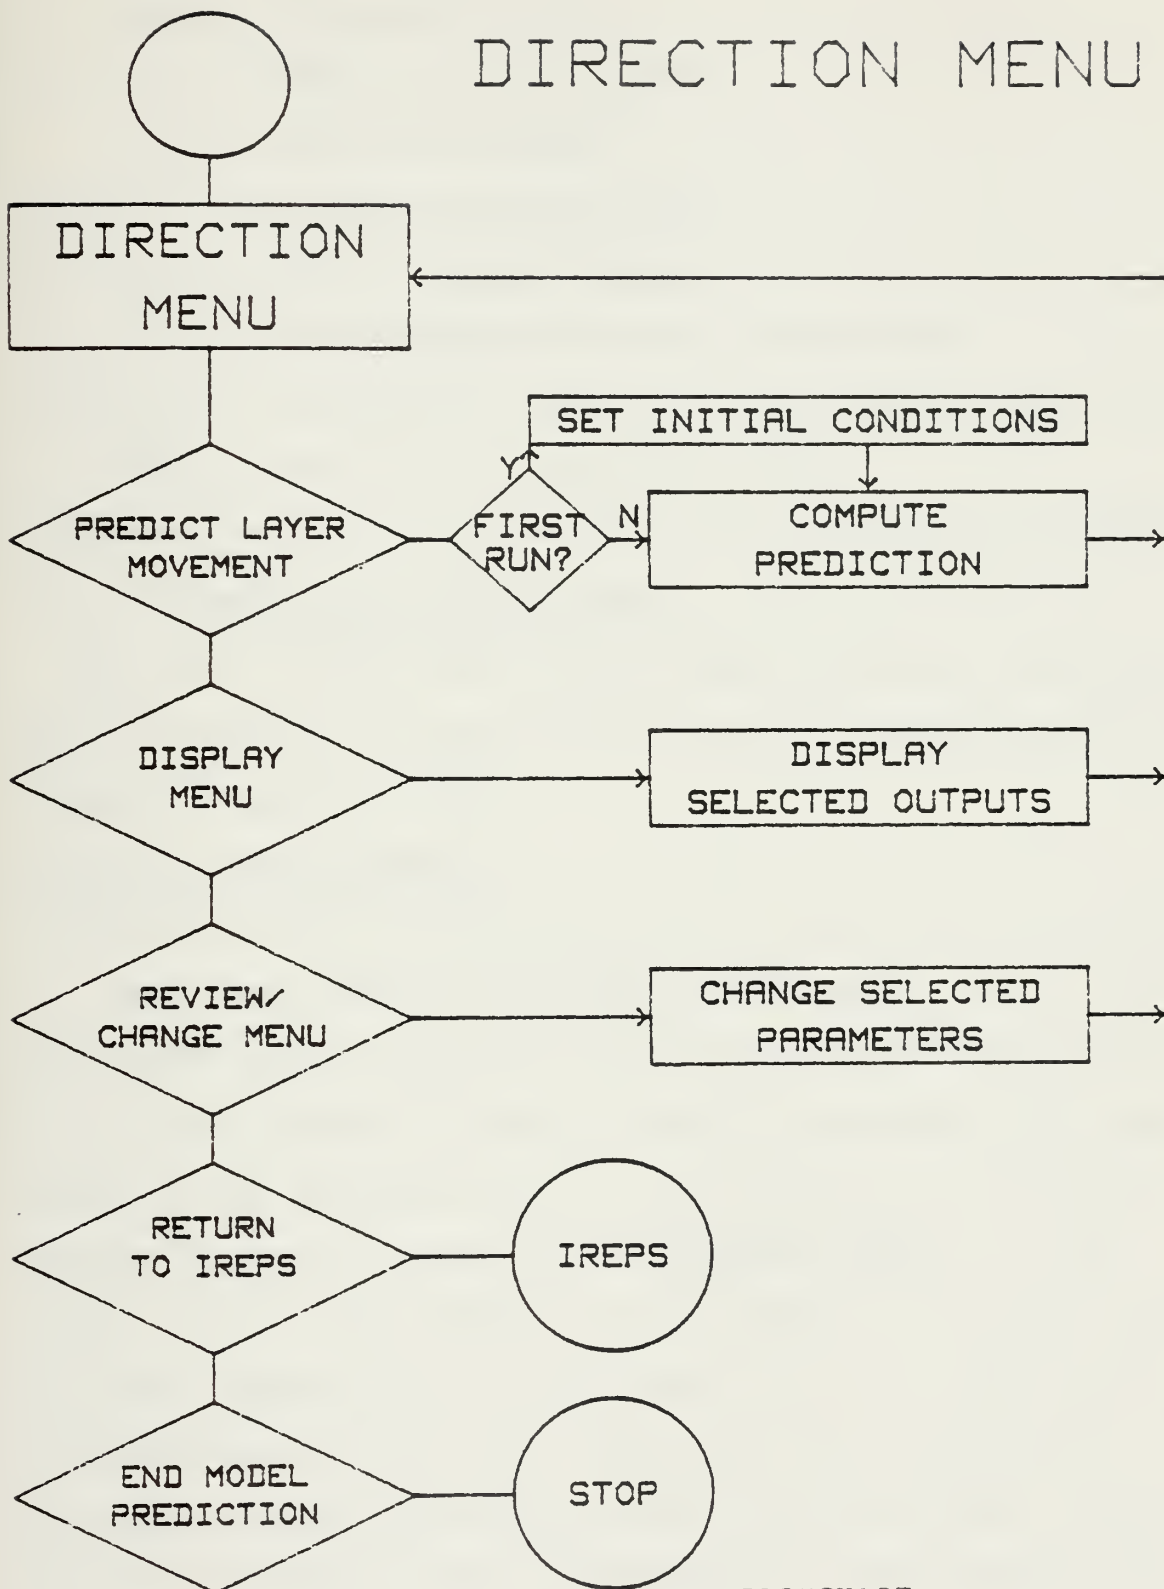 DIRECTION MENU
DIRECTION
MENU
SET INITIAL CONDITIONS
Y
PREDICT LAYER
MOVEMENT
FIRST
RUN?
N
COMPUTE
PREDICTION
DISPLAY
MENU
DISPLAY
SELECTED OUTPUTS
REVIEW/
CHANGE MENU
CHANGE SELECTED
PARAMETERS
RETURN
TO IREPS
IREPS
END MODEL
PREDICTION
STOP